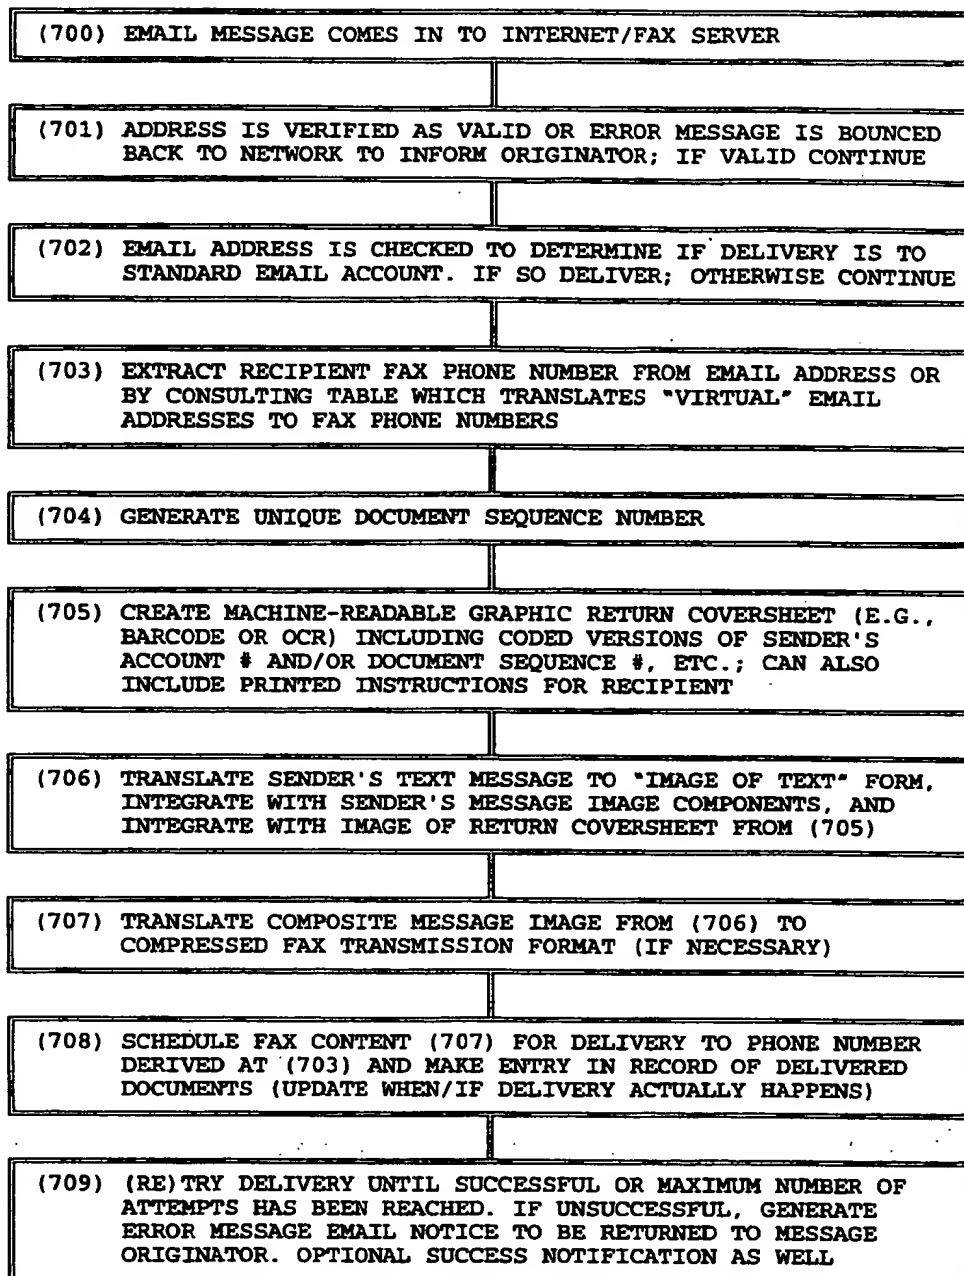 (700) EMAIL MESSAGE COMES IN TO INTERNET/FAX SERVER
(701) ADDRESS IS VERIFIED AS VALID OR ERROR MESSAGE IS BOUNCED
BACK TO NETWORK TO INFORM ORIGINATOR; IF VALID CONTINUE
(702) EMAIL ADDRESS IS CHECKED TO DETERMINE IF DELIVERY IS TO
STANDARD EMAIL ACCOUNT. IF SO DELIVER; OTHERWISE CONTINUE
(703) EXTRACT RECIPIENT FAX PHONE NUMBER FROM EMAIL ADDRESS OR
BY CONSULTING TABLE WHICH TRANSLATES "VIRTUAL" EMAIL
ADDRESSES TO FAX PHONE NUMBERS
(704) GENERATE UNIQUE DOCUMENT SEQUENCE NUMBER
(705) CREATE MACHINE-READABLE GRAPHIC RETURN COVERSHEET (E.G.,
BARCODE OR OCR) INCLUDING CODED VERSIONS OF SENDER'S
ACCOUNT # AND/OR DOCUMENT SEQUENCE #, ETC.; CAN ALSO
INCLUDE PRINTED INSTRUCTIONS FOR RECIPIENT
(706) TRANSLATE SENDER'S TEXT MESSAGE TO "IMAGE OF TEXT" FORM,
INTEGRATE WITH SENDER'S MESSAGE IMAGE COMPONENTS, AND
INTEGRATE WITH IMAGE OF RETURN COVERSHEET FROM (705)
(707) TRANSLATE COMPOSITE MESSAGE IMAGE FROM (706) TO
COMPRESSED FAX TRANSMISSION FORMAT (IF NECESSARY)
(708) SCHEDULE FAX CONTENT (707) FOR DELIVERY TO PHONE NUMBER
DERIVED AT (703) AND MAKE ENTRY IN RECORD OF DELIVERED
DOCUMENTS (UPDATE WHEN/IF DELIVERY ACTUALLY HAPPENS)
(709) (RE)TRY DELIVERY UNTIL SUCCESSFUL OR MAXIMUM NUMBER OF
ATTEMPTS HAS BEEN REACHED. IF UNSUCCESSFUL, GENERATE
ERROR MESSAGE EMAIL NOTICE TO BE RETURNED TO MESSAGE
ORIGINATOR. OPTIONAL SUCCESS NOTIFICATION AS WELL